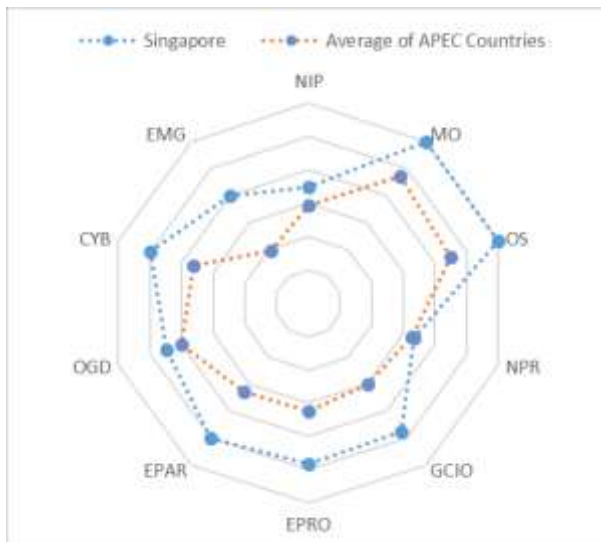 Singapore Average of APEC Countries
NIP
EMG MO
CYB OS
OGD NPR
EPAR GCIO
EPRO